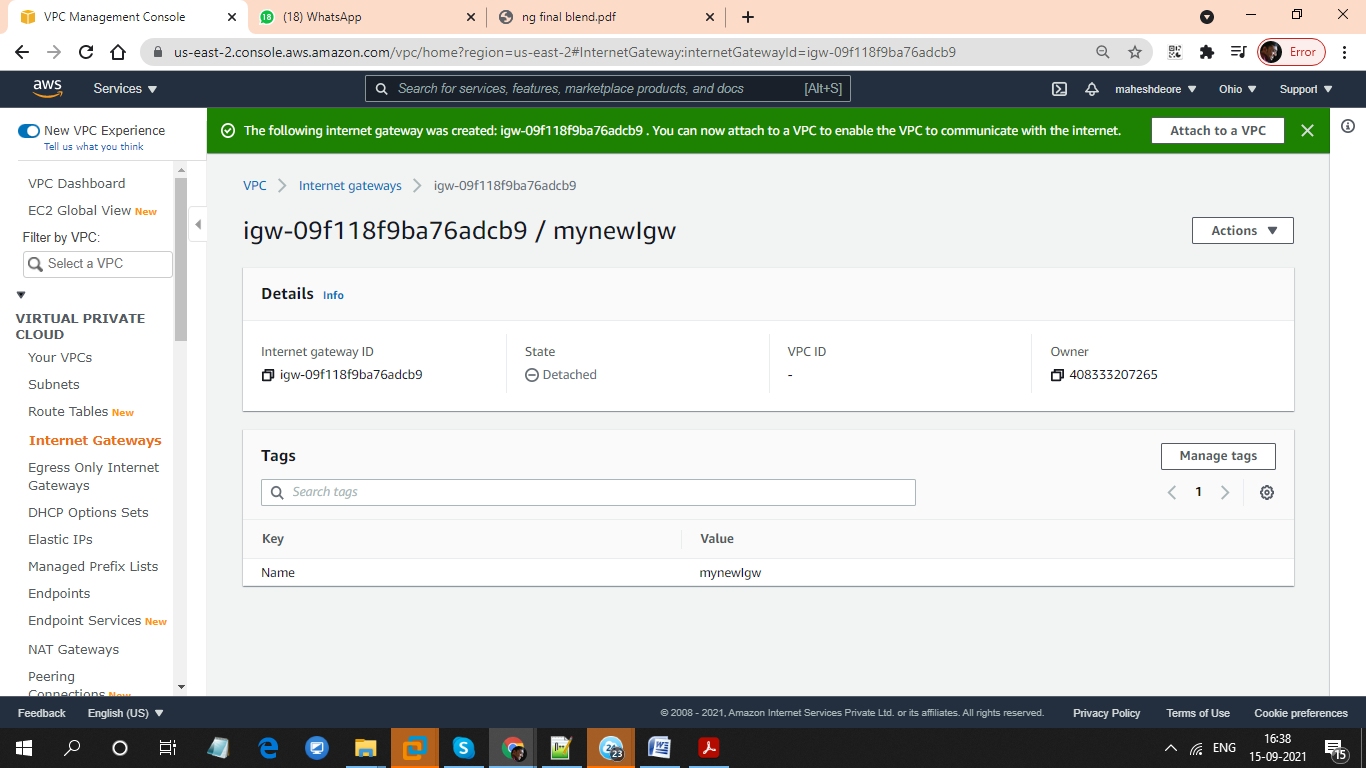 VPC Management Console
(18) WhatsApp
ng final blend.pdf
us-east-2.console.aws.amazon.com/vpc/home?region=us-east-2#InternetGateway:internetGatewayId=igw-09f118f9ba76adcb9
Error
aws
Services
Search for services, features, marketplace products, and docs
[Alt+S]
maheshdeore
Ohio
Support
New VPC Experience
Tell us what you think
The following internet gateway was created: igw-09f118f9ba76adcb9 . You can now attach to a VPC to enable the VPC to communicate with the internet.
Attach to a VPC
VPC Dashboard
EC2 Global View New
Filter by VPC:
Select a VPC
VIRTUAL PRIVATE
CLOUD
Your VPCs
Subnets
Route Tables New
Internet Gateways
Egress Only Internet
Gateways
DHCP Options Sets
Elastic IPs
Managed Prefix Lists
Endpoints
Endpoint Services New
NAT Gateways
Peering
Connections New
VPC
Internet gateways
igw-09f118f9ba76adcb9
igw-09f118f9ba76adcb9 / mynewIgw
Actions
Details Info
Internet gateway ID
igw-09f118f9ba76adcb9
State
Detached
VPC ID
-
Owner
408333207265
Tags
Manage tags
Search tags
1
Key
Value
Name
mynewIgw
Feedback
English (US)
© 2008 - 2021, Amazon Internet Services Private Ltd. or its affiliates. All rights reserved.
Privacy Policy
Terms of Use
Cookie preferences
ENG
16:38
15-09-2021
15